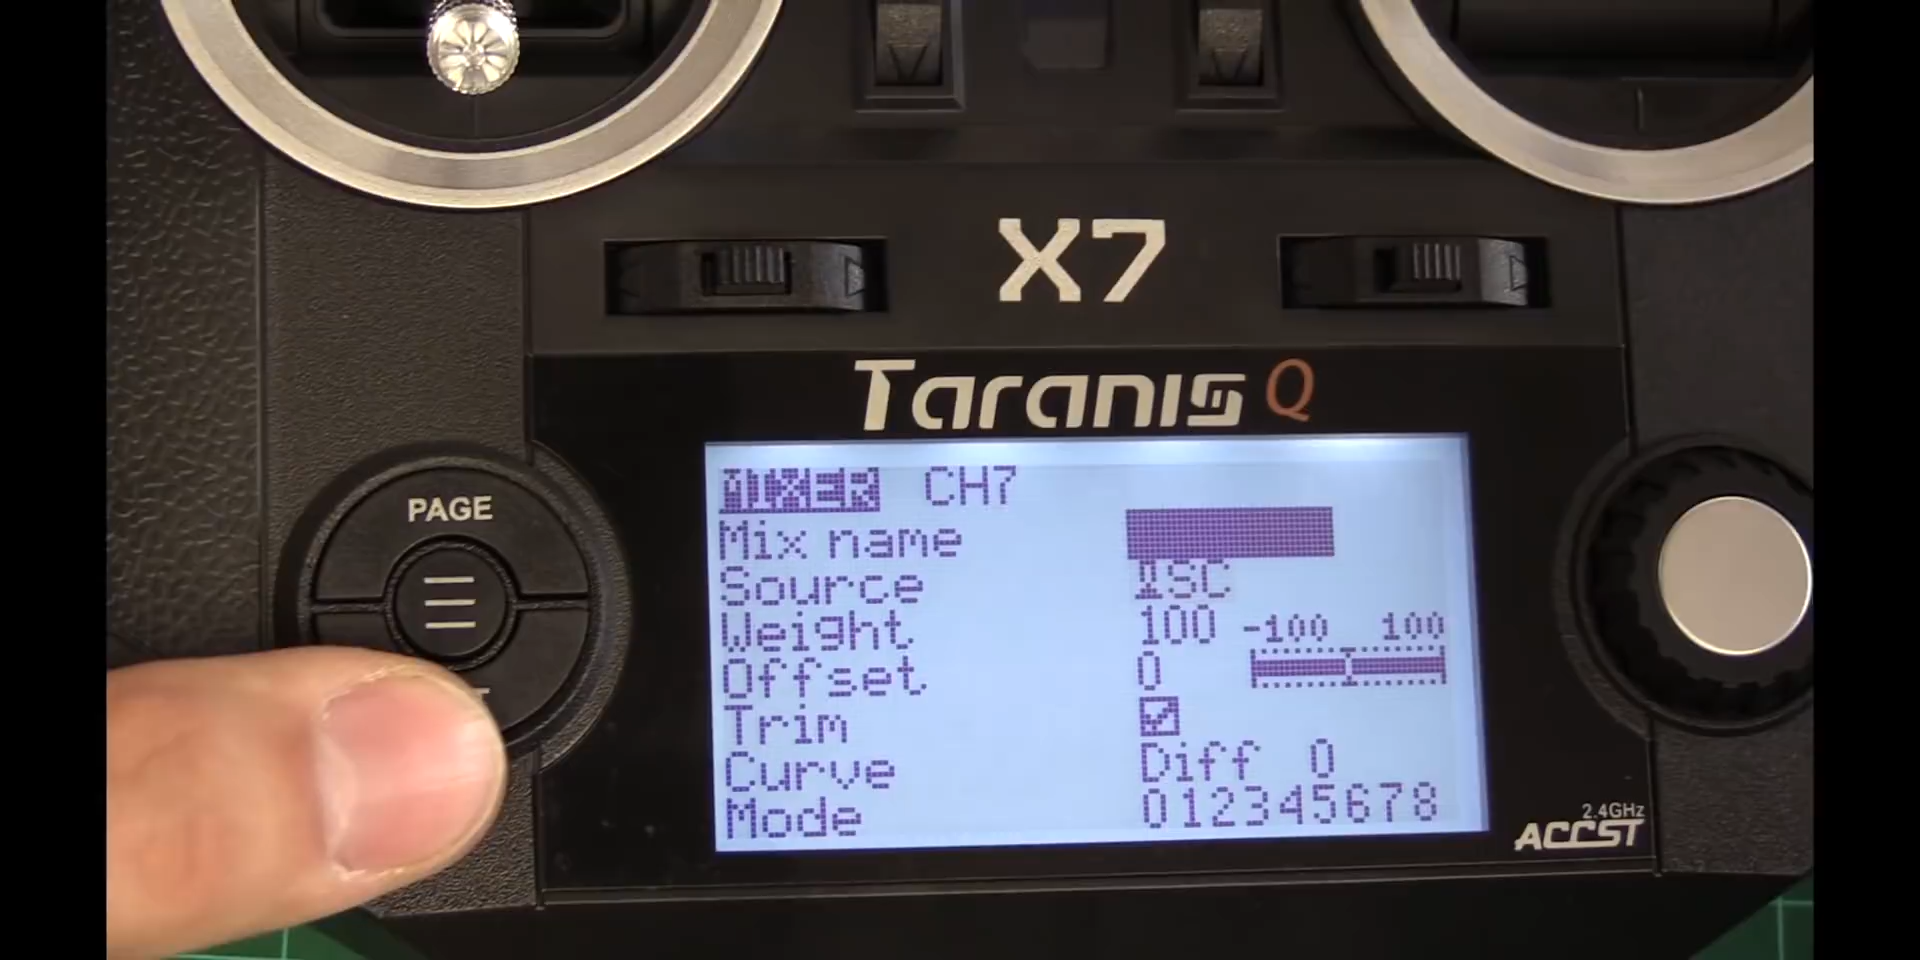 X7
Taranis Q
PAGE
MIXER CH7
Mix name
Source SC
Weight 100 -100 100
Offset 0
Trim
Curve Diff 0
Mode 012345678
2.4GHz
ACCST